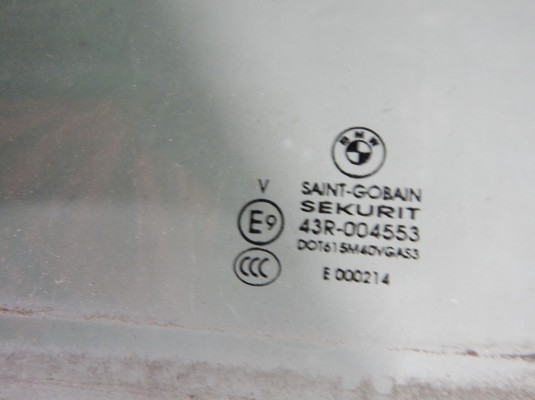 BMW
V
SAINT-GOBAIN
SEKURIT
E9
43R-004553
DOT615M40VGAS3
CCC
E 000214